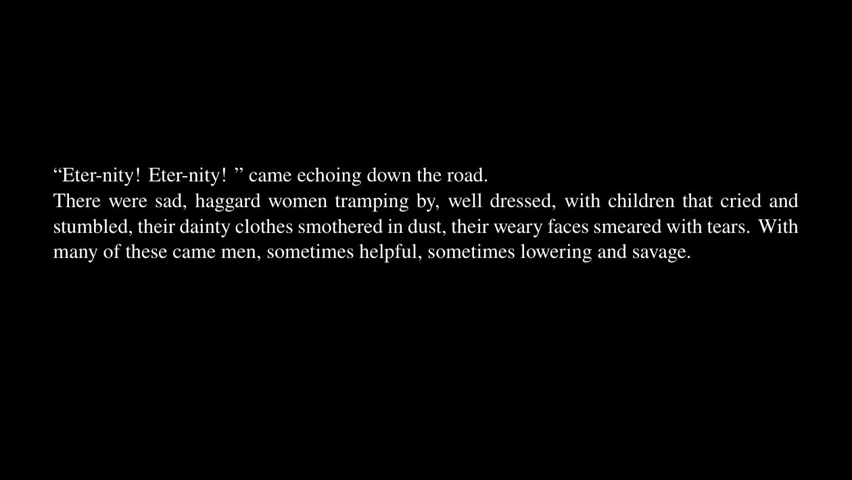 “Eter-nity! Eter-nity! ” came echoing down the road.
There were sad, haggard women tramping by, well dressed, with children that cried and
stumbled, their dainty clothes smothered in dust, their weary faces smeared with tears. With
many of these came men, sometimes helpful, sometimes lowering and savage.